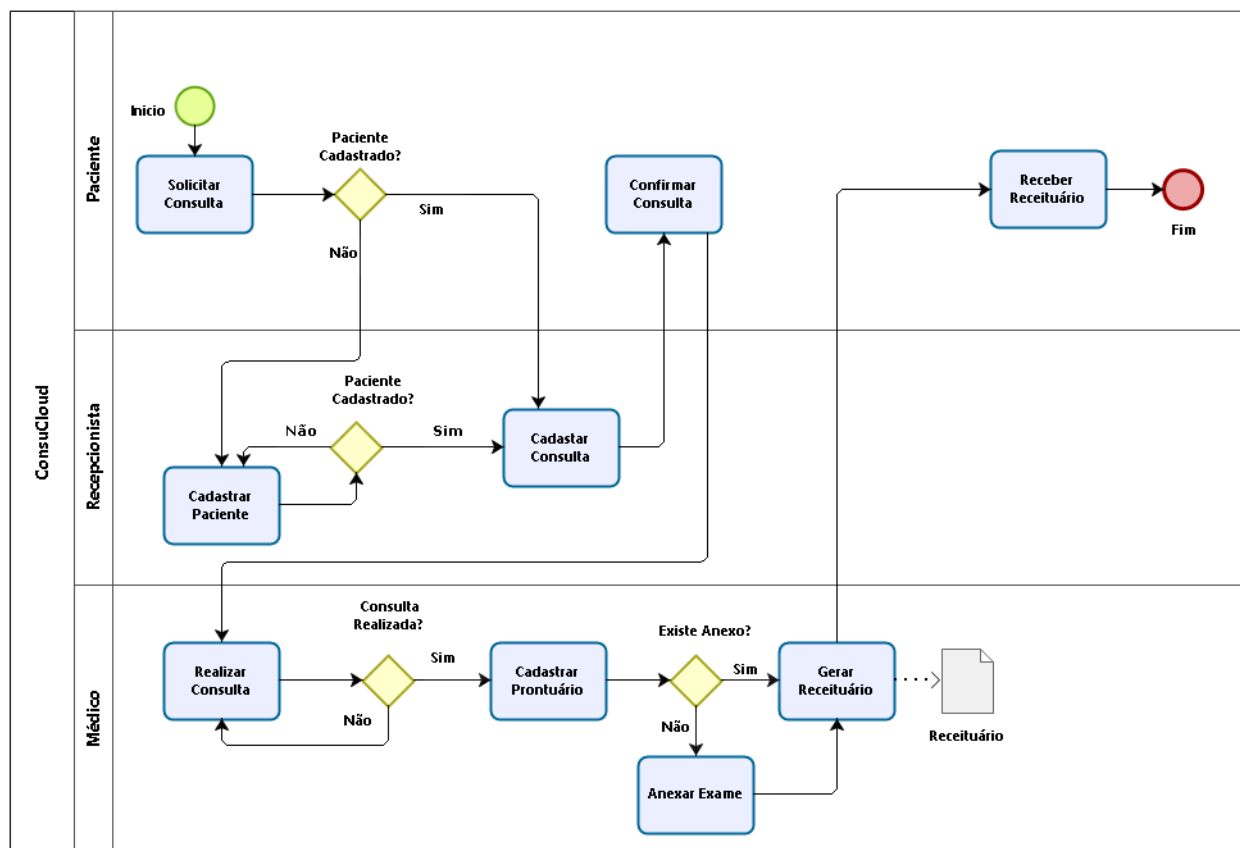 ConsuCloud
Paciente
Inicio
Solicitar
Consulta
Paciente
Cadastrado?
Sim
Não
Confirmar
Consulta
Receber
Receituário
Fim
Recepcionista
Paciente
Cadastrado?
Não
Sim
Cadastrar
Paciente
Cadastar
Consulta
Médico
Realizar
Consulta
Consulta
Realizada?
Sim
Não
Cadastrar
Prontuário
Existe Anexo?
Sim
Não
Anexar Exame
Gerar
Receituário
Receituário